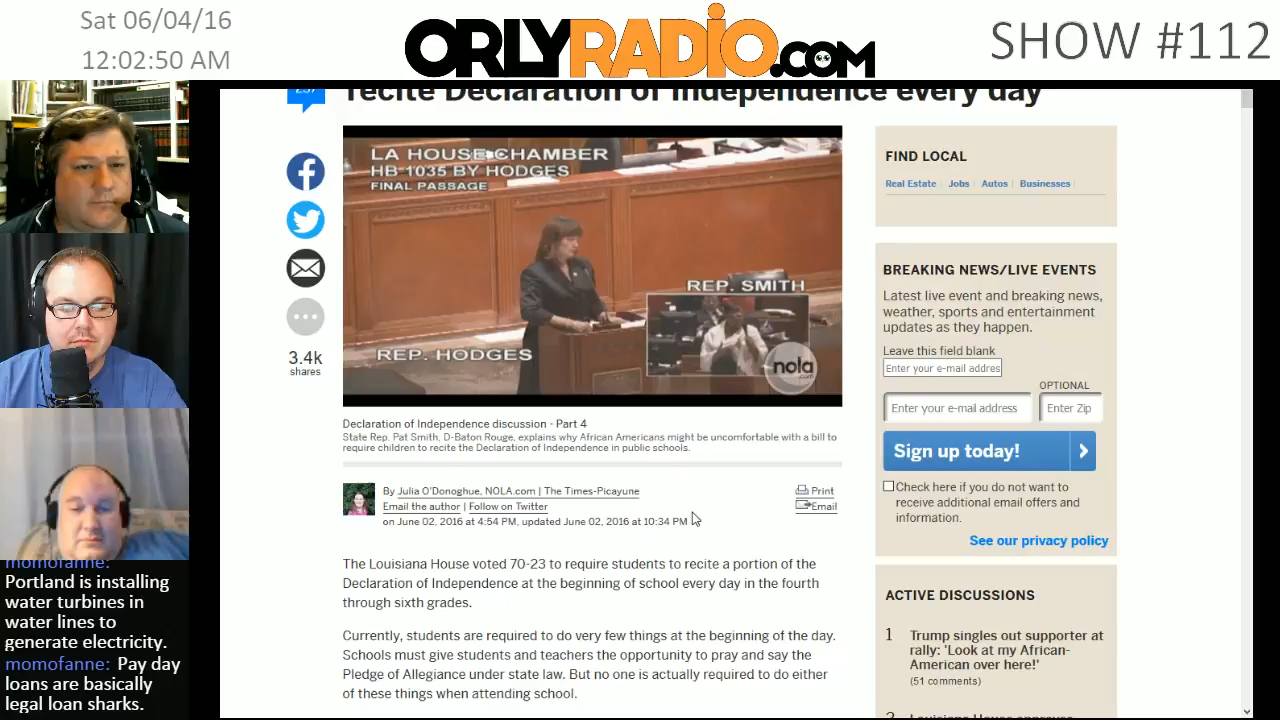 Sat 06/04/16
12:02:50 AM
ORLYRADIO.COM
SHOW #112
recite Declaration of Independence every day
LA HOUSE CHAMBER
HB 1035 BY HODGES
FINAL PASSAGE
REP. SMITH
REP. HODGES
nola
.com
3.4k
shares
Declaration of Independence discussion - Part 4
State Rep. Pat Smith, D-Baton Rouge, explains why African Americans might be uncomfortable with a bill to
require children to recite the Declaration of Independence in public schools.
By Julia O'Donoghue, NOLA.com | The Times-Picayune
Email the author | Follow on Twitter
on June 02, 2016 at 4:54 PM, updated June 02, 2016 at 10:34 PM
Print
Email
The Louisiana House voted 70-23 to require students to recite a portion of the
Declaration of Independence at the beginning of school every day in the fourth
through sixth grades.
Currently, students are required to do very few things at the beginning of the day.
Schools must give students and teachers the opportunity to pray and say the
Pledge of Allegiance under state law. But no one is actually required to do either
of these things when attending school.
FIND LOCAL
Real Estate | Jobs | Autos | Businesses |
BREAKING NEWS/LIVE EVENTS
Latest live event and breaking news,
weather, sports and entertainment
updates as they happen.
Leave this field blank
Enter your e-mail address
OPTIONAL
Enter your e-mail address
Enter Zip
Sign up today!
Check here if you do not want to
receive additional email offers and
information.
See our privacy policy
ACTIVE DISCUSSIONS
1 Trump singles out supporter at
rally: 'Look at my African-
American over here!'
(51 comments)
momofanne:
Portland is installing
water turbines in
water lines to
generate electricity.
momofanne: Pay day
loans are basically
legal loan sharks.